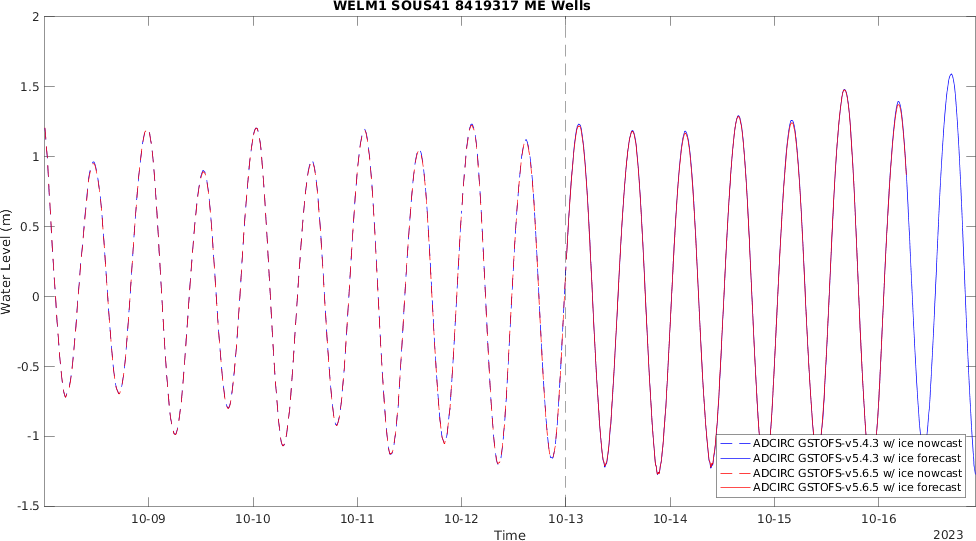 WELM1 SOUS41 8419317 ME Wells
2
1.5
1
0.5
0
-0.5
-1
-1.5
Water Level (m)
ADCIRC GSTOFS-v5.4.3 w/ ice nowcast
ADCIRC GSTOFS-v5.4.3 w/ ice forecast
ADCIRC GSTOFS-v5.6.5 w/ ice nowcast
ADCIRC GSTOFS-v5.6.5 w/ ice forecast
10-09 10-10 10-11 10-12 10-13 10-14 10-15 10-16
Time
2023